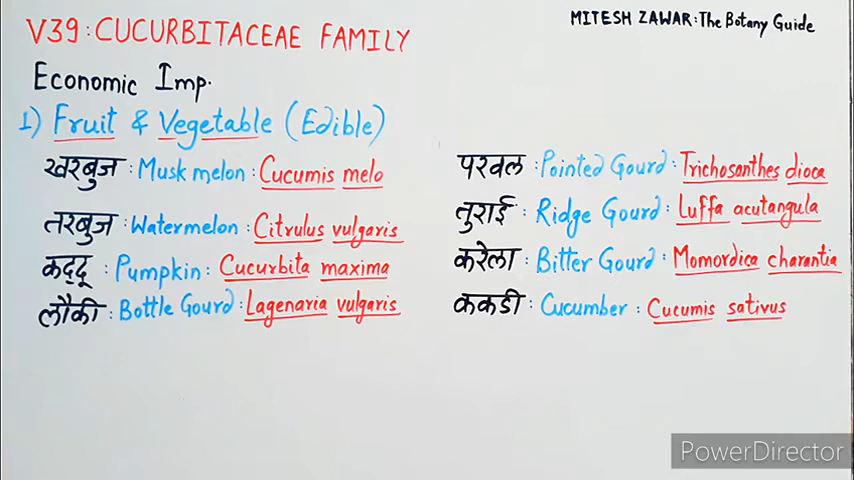 V39: CUCURBITACEAE FAMILY
MITESH ZAWAR: The Botany Guide
Economic Imp.
1) Fruit & Vegetable (Edible)
खरबुज : Musk melon : Cucumis melo
तरबुज : Watermelon : Citrulus vulgaris
कद्दू : Pumpkin : Cucurbita maxima
लौकी : Bottle Gourd : Lagenaria vulgaris
परवल : Pointed Gourd : Trichosanthes dioca
तुराई : Ridge Gourd : Luffa acutangula
करेला : Bitter Gourd : Momordica charantia
ककडी : Cucumber : Cucumis sativus
PowerDirector